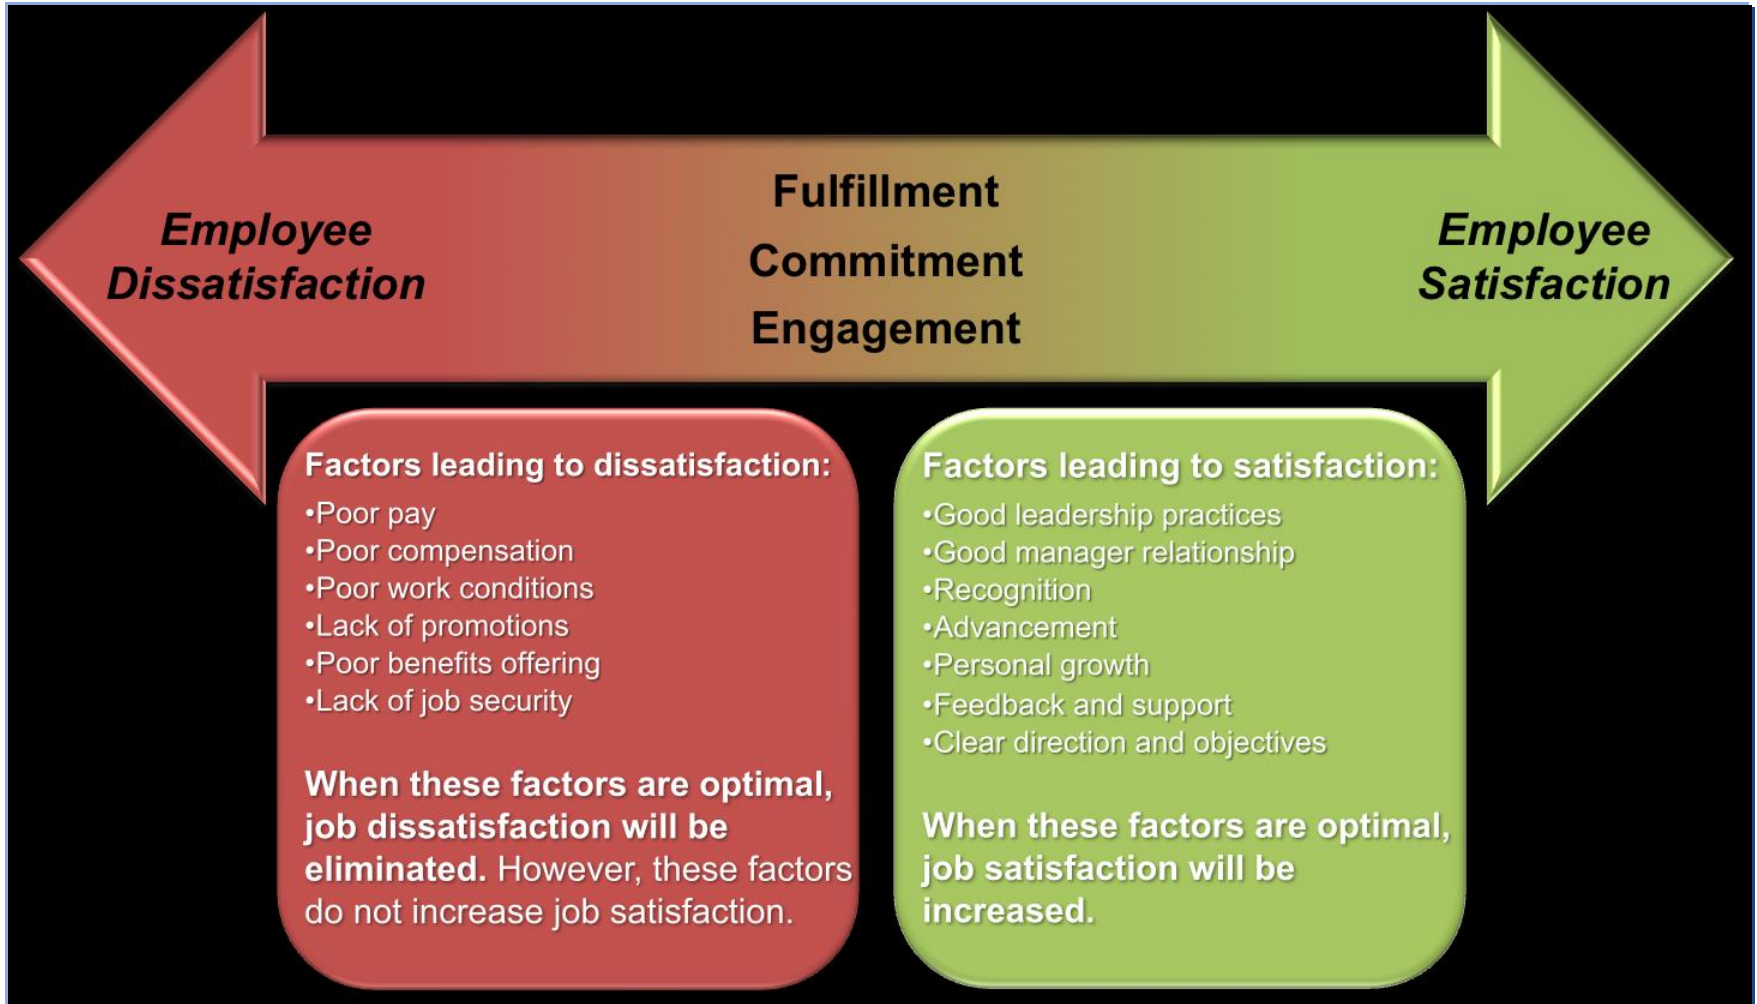 Employee
Dissatisfaction
Fulfillment
Commitment
Engagement
Employee
Satisfaction
Factors leading to dissatisfaction:
•Poor pay
•Poor compensation
•Poor work conditions
•Lack of promotions
•Poor benefits offering
•Lack of job security
When these factors are optimal,
job dissatisfaction will be
eliminated. However, these factors
do not increase job satisfaction.
Factors leading to satisfaction:
•Good leadership practices
•Good manager relationship
•Recognition
•Advancement
•Personal growth
•Feedback and support
•Clear direction and objectives
When these factors are optimal,
job satisfaction will be
increased.